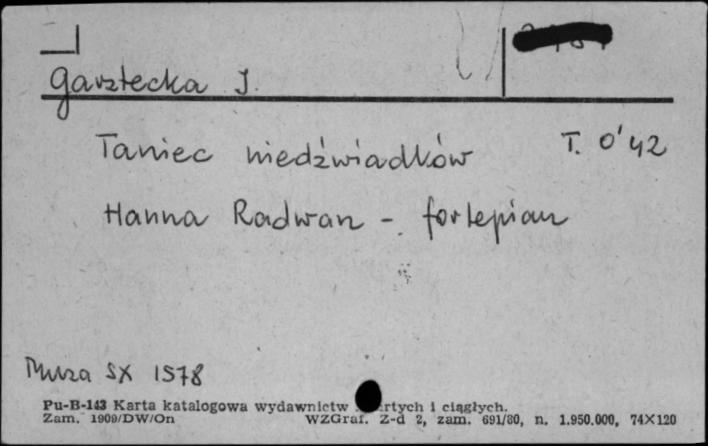 Garztecka J.
Taniec niedźwiadków T. 0'42
Hanna Radwan - fortepian
Muza SX 1578
Pu-B-143 Karta katalogowa wydawnictw i ciągłych.
Zam. 1909/DW/On WZGraf. Z-d 2, zam. 691/80, n. 1.950.000, 74X120